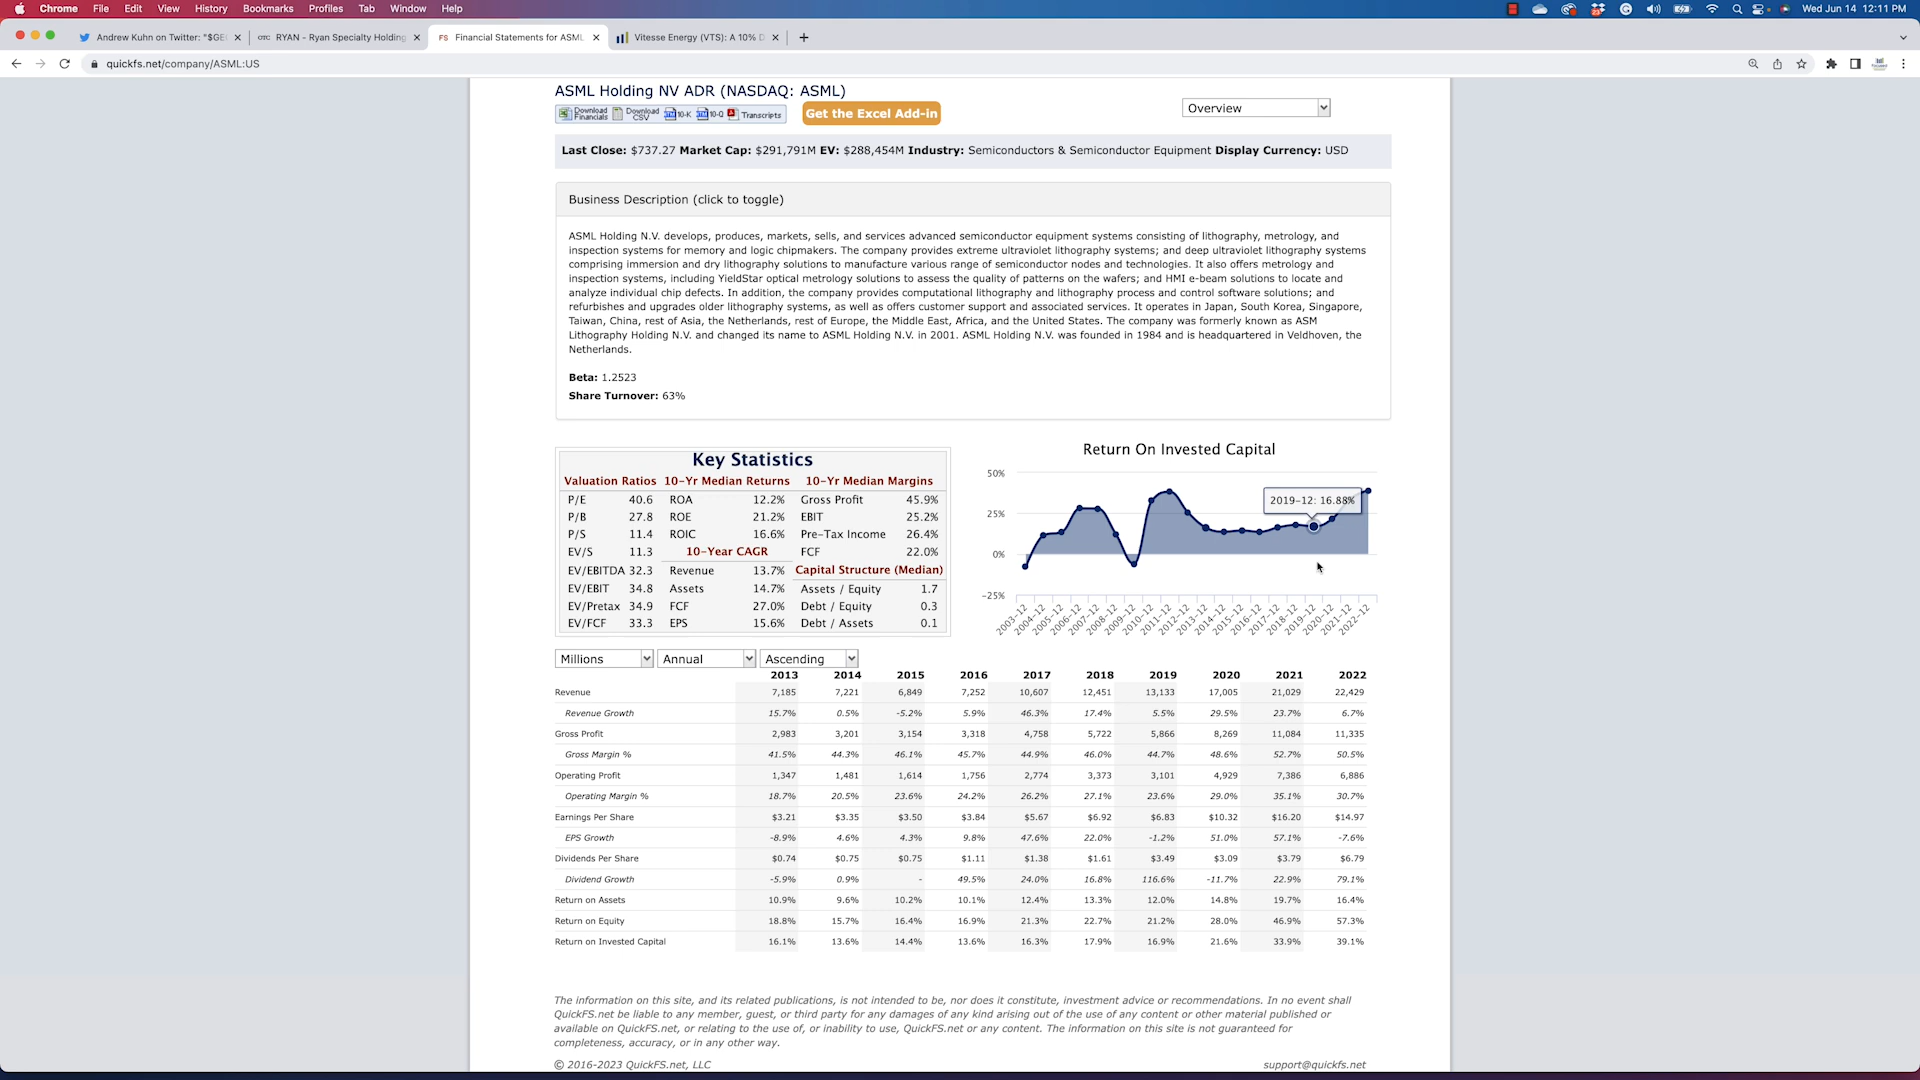 Chrome File Edit View History Bookmarks Profiles Tab Window Help Wed Jun 14 12:11 PM
Andrew Kuhn on Twitter: "$GE RYAN - Ryan Specialty Holding FS Financial Statements for ASML Vitesse Energy (VTS): A 10% D
quickfs.net/company/ASML:US
ASML Holding NV ADR (NASDAQ: ASML)
Overview
Download Financials Download CSV 10-K 10-Q Transcripts Get the Excel Add-in
Last Close: $737.27 Market Cap: $291,791M EV: $288,454M Industry: Semiconductors & Semiconductor Equipment Display Currency: USD
Business Description (click to toggle)
ASML Holding N.V. develops, produces, markets, sells, and services advanced semiconductor equipment systems consisting of lithography, metrology, and
inspection systems for memory and logic chipmakers. The company provides extreme ultraviolet lithography systems; and deep ultraviolet lithography systems
comprising immersion and dry lithography solutions to manufacture various range of semiconductor nodes and technologies. It also offers metrology and
inspection systems, including YieldStar optical metrology solutions to assess the quality of patterns on the wafers; and HMI e-beam solutions to locate and
analyze individual chip defects. In addition, the company provides computational lithography and lithography process and control software solutions; and
refurbishes and upgrades older lithography systems, as well as offers customer support and associated services. It operates in Japan, South Korea, Singapore,
Taiwan, China, rest of Asia, the Netherlands, rest of Europe, the Middle East, Africa, and the United States. The company was formerly known as ASM
Lithography Holding N.V. and changed its name to ASML Holding N.V. in 2001. ASML Holding N.V. was founded in 1984 and is headquartered in Veldhoven, the
Netherlands.
Beta: 1.2523
Share Turnover: 63%
Key Statistics
Valuation Ratios 10-Yr Median Returns 10-Yr Median Margins
P/E 40.6 ROA 12.2% Gross Profit 45.9%
P/B 27.8 ROE 21.2% EBIT 25.2%
P/S 11.4 ROIC 16.6% Pre-Tax Income 26.4%
EV/S 11.3 10-Year CAGR FCF 22.0%
EV/EBITDA 32.3 Revenue 13.7% Capital Structure (Median)
EV/EBIT 34.8 Assets 14.7% Assets / Equity 1.7
EV/Pretax 34.9 FCF 27.0% Debt / Equity 0.3
EV/FCF 33.3 EPS 15.6% Debt / Assets 0.1
Return On Invested Capital
50%
2019-12: 16.88%
25%
0%
-25%
2003-12 2004-12 2005-12 2006-12 2007-12 2008-12 2009-12 2010-12 2011-12 2012-12 2013-12 2014-12 2015-12 2016-12 2017-12 2018-12 2019-12 2020-12 2021-12 2022-12
Millions Annual Ascending
2013 2014 2015 2016 2017 2018 2019 2020 2021 2022
Revenue 7,185 7,221 6,849 7,252 10,607 12,451 13,133 17,005 21,029 22,429
Revenue Growth 15.7% 0.5% -5.2% 5.9% 46.3% 17.4% 5.5% 29.5% 23.7% 6.7%
Gross Profit 2,983 3,201 3,154 3,318 4,758 5,722 5,866 8,269 11,084 11,335
Gross Margin % 41.5% 44.3% 46.1% 45.7% 44.9% 46.0% 44.7% 48.6% 52.7% 50.5%
Operating Profit 1,347 1,481 1,614 1,756 2,774 3,373 3,101 4,929 7,386 6,886
Operating Margin % 18.7% 20.5% 23.6% 24.2% 26.2% 27.1% 23.6% 29.0% 35.1% 30.7%
Earnings Per Share $3.21 $3.35 $3.50 $3.84 $5.67 $6.92 $6.83 $10.32 $16.20 $14.97
EPS Growth -8.9% 4.6% 4.3% 9.8% 47.6% 22.0% -1.2% 51.0% 57.1% -7.6%
Dividends Per Share $0.74 $0.75 $0.75 $1.11 $1.38 $1.61 $3.49 $3.09 $3.79 $6.79
Dividend Growth -5.9% 0.9% - 49.5% 24.0% 16.8% 116.6% -11.7% 22.9% 79.1%
Return on Assets 10.9% 9.6% 10.2% 10.1% 12.4% 13.3% 12.0% 14.8% 19.7% 16.4%
Return on Equity 18.8% 15.7% 16.4% 16.9% 21.3% 22.7% 21.2% 28.0% 46.9% 57.3%
Return on Invested Capital 16.1% 13.6% 14.4% 13.6% 16.3% 17.9% 16.9% 21.6% 33.9% 39.1%
The information on this site, and its related publications, is not intended to be, nor does it constitute, investment advice or recommendations. In no event shall
QuickFS.net be liable to any member, guest, or third party for any damages of any kind arising out of the use of any content or other material published or
available on QuickFS.net, or relating to the use of, or inability to use, QuickFS.net or any content. The information on this site is not guaranteed for
completeness, accuracy, or in any other way.
© 2016-2023 QuickFS.net, LLC support@quickfs.net